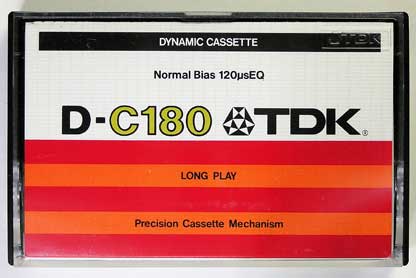 DYNAMIC CASSETTE
TDK
Normal Bias 120µsEQ
D-C180 TDK®
LONG PLAY
Precision Cassette Mechanism